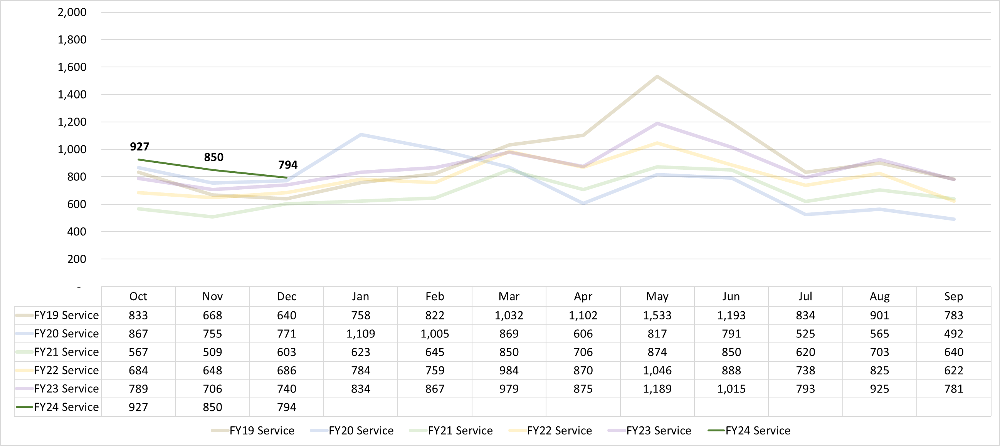 2,000
1,800
1,600
1,400
1,200
1,000
800
600
400
200
-
927
850
794
Oct Nov Dec Jan Feb Mar Apr May Jun Jul Aug Sep
FY19 Service 833 668 640 758 822 1,032 1,102 1,533 1,193 834 901 783
FY20 Service 867 755 771 1,109 1,005 869 606 817 791 525 565 492
FY21 Service 567 509 603 623 645 850 706 874 850 620 703 640
FY22 Service 684 648 686 784 759 984 870 1,046 888 738 825 622
FY23 Service 789 706 740 834 867 979 875 1,189 1,015 793 925 781
FY24 Service 927 850 794
FY19 Service FY20 Service FY21 Service FY22 Service FY23 Service FY24 Service